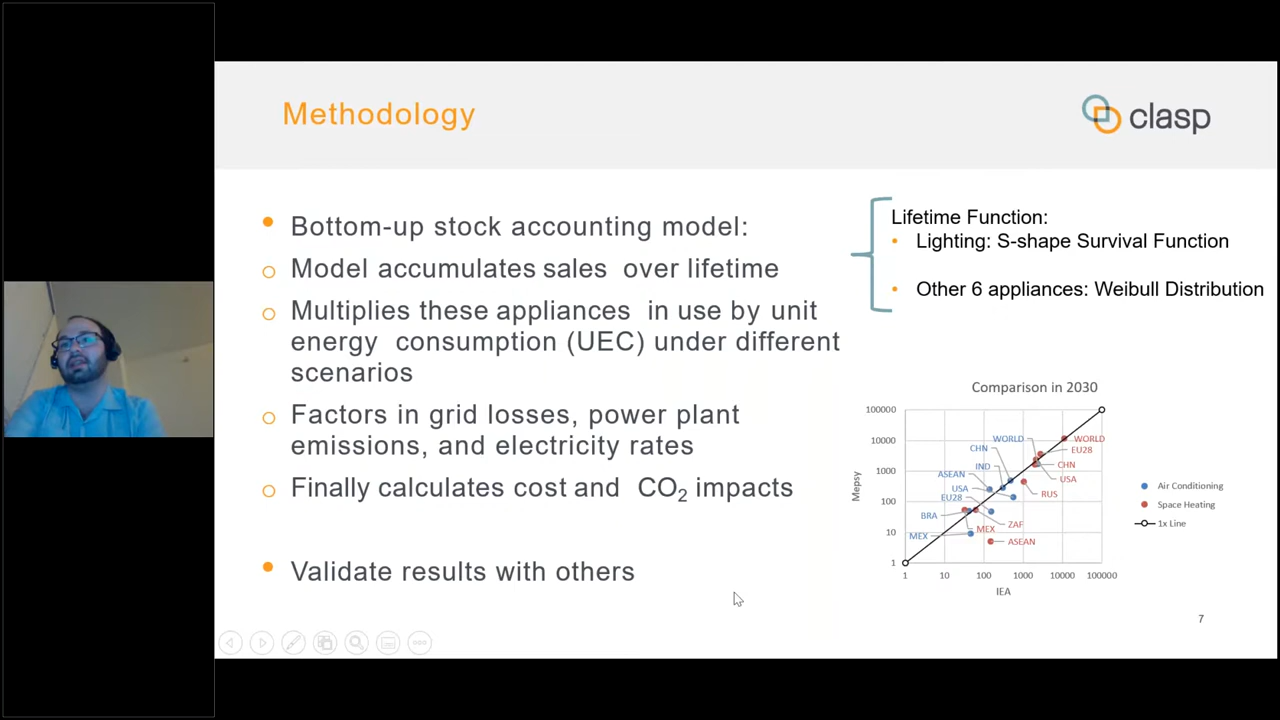 Methodology
clasp
Bottom-up stock accounting model:
Model accumulates sales over lifetime
Multiplies these appliances in use by unit
energy consumption (UEC) under different
scenarios
Factors in grid losses, power plant
emissions, and electricity rates
Finally calculates cost and CO₂ impacts
Validate results with others
Lifetime Function:
Lighting: S-shape Survival Function
Other 6 appliances: Weibull Distribution
Comparison in 2030
100000
10000
1000
100
10
1
Mepsy
WORLD
CHN
IND
ASEAN
USA
EU28
BRA
MEX
WORLD
EU28
CHN
USA
RUS
ZAF
MEX
ASEAN
1 10 100 1000 10000 100000
IEA
Air Conditioning
Space Heating
1x Line
7